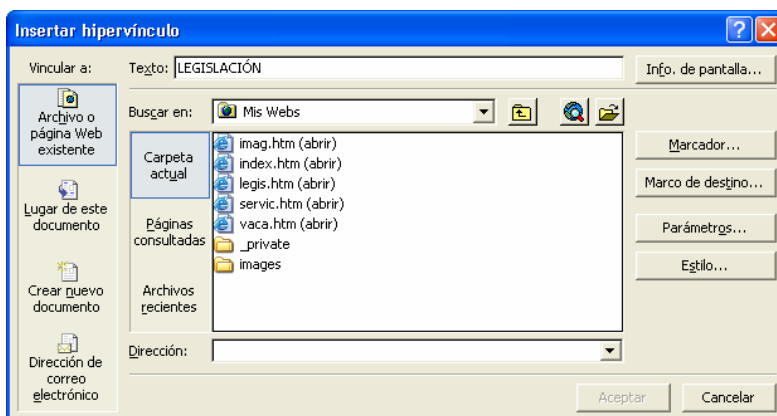 Insertar hipervínculo
Vincular a:
Texto: LEGISLACIÓN
Info. de pantalla...
Archivo o
página Web
existente
Buscar en: Mis Webs
Carpeta
actual
imag.htm (abrir)
index.htm (abrir)
legis.htm (abrir)
servic.htm (abrir)
vaca.htm (abrir)
_private
images
Marcador...
Marco de destino...
Parámetros...
Estilo...
Lugar de este
documento
Páginas
consultadas
Crear nuevo
documento
Archivos
recientes
Dirección de
correo
electrónico
Dirección:
Aceptar
Cancelar